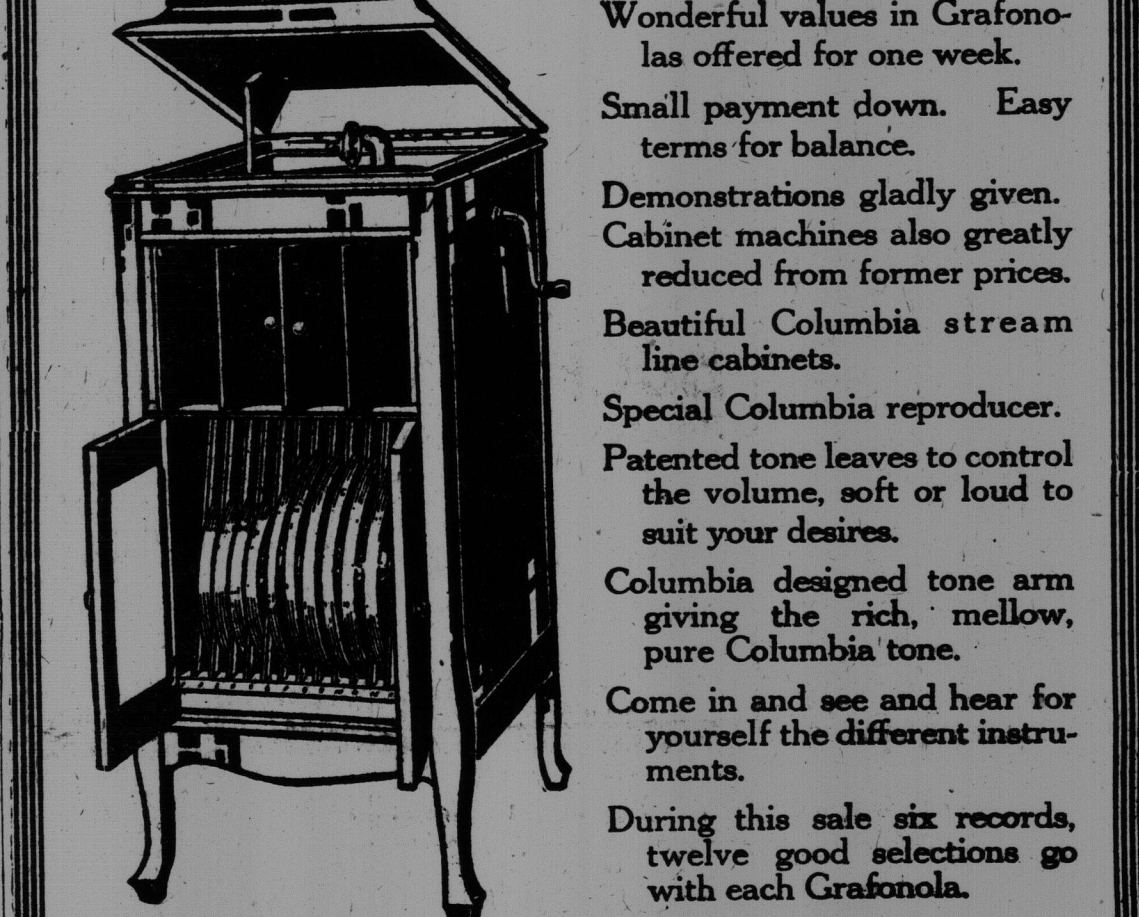 Wonderful values in Grafono-
las offered for one week.
Small payment down. Easy
terms for balance.
Demonstrations gladly given.
Cabinet machines also greatly
reduced from former prices.
Beautiful Columbia stream
line cabinets.
Special Columbia reproducer.
Patented tone leaves to control
the volume, soft or loud to
suit your desires.
Columbia designed tone arm
giving the rich, mellow,
pure Columbia tone.
Come in and see and hear for
yourself the different instru-
ments.
During this sale six records,
twelve good selections go
with each Grafonola.